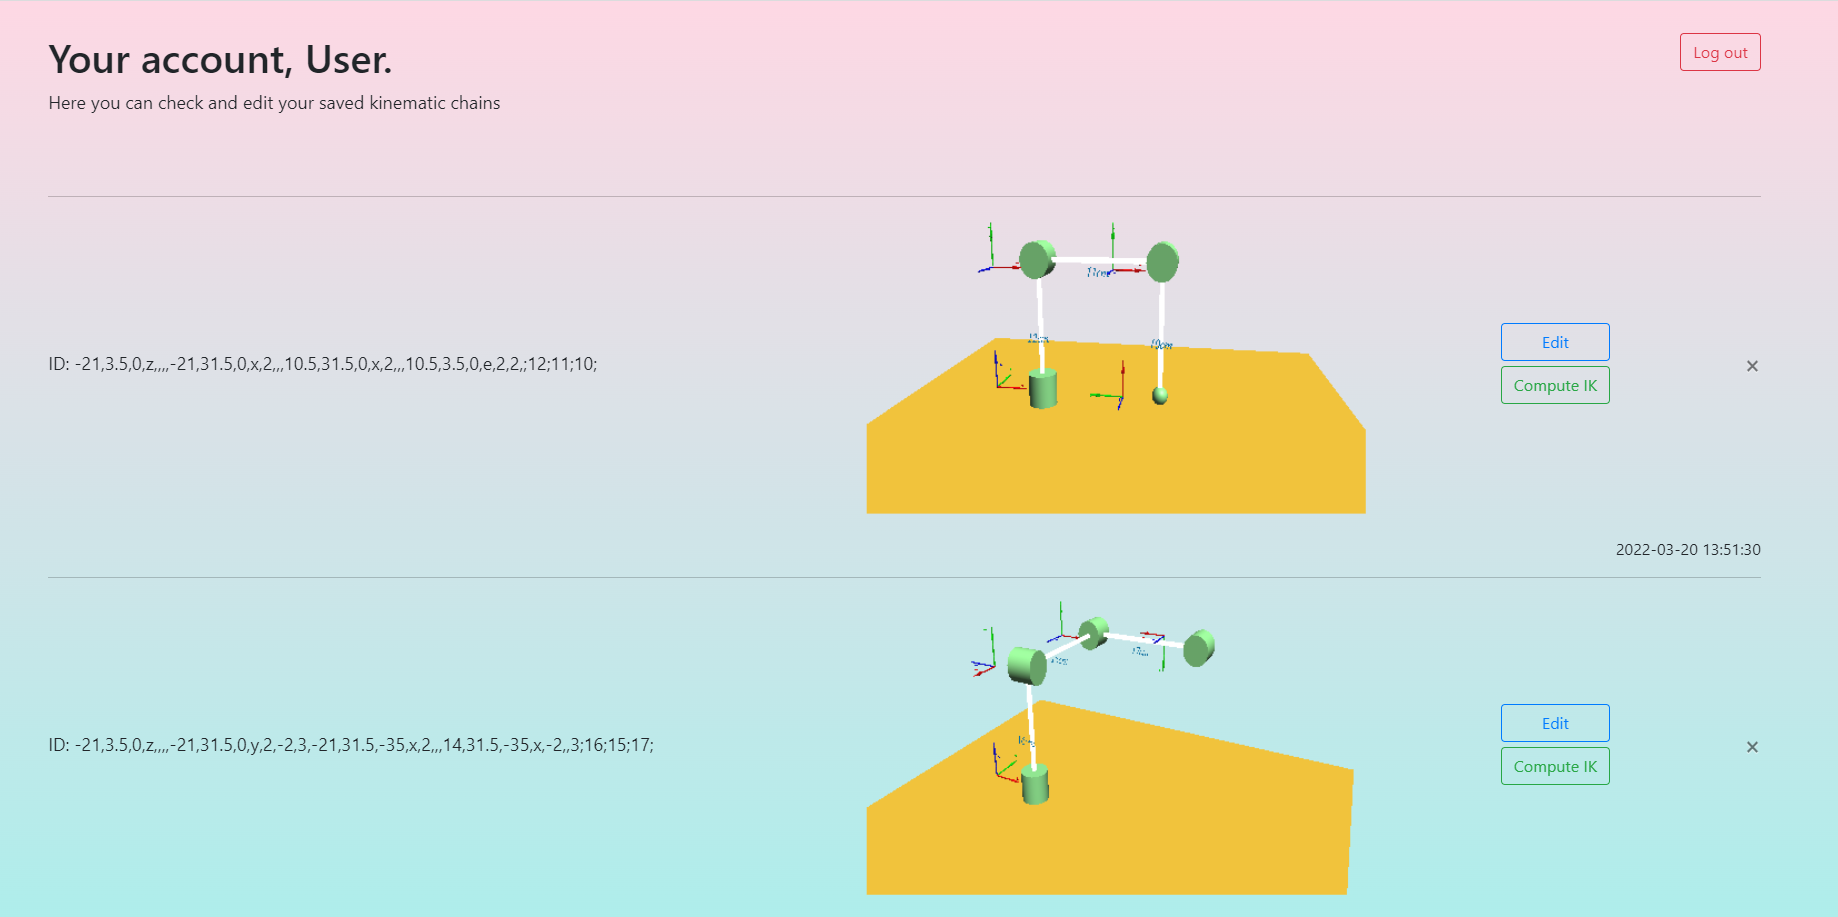 Your account, User.
Log out
Here you can check and edit your saved kinematic chains
ID: -21,3.5,0,z,,,,-21,31.5,0,x,2,,,10.5,31.5,0,x,2,,,10.5,3.5,0,e,2,2,;12;11;10;
11cm
10cm
Edit
Compute IK
×
2022-03-20 13:51:30
ID: -21,3.5,0,z,,,,-21,31.5,0,y,2,-2,3,-21,31.5,-35,x,2,,,14,31.5,-35,x,-2,,3;16;15;17;
Edit
Compute IK
×